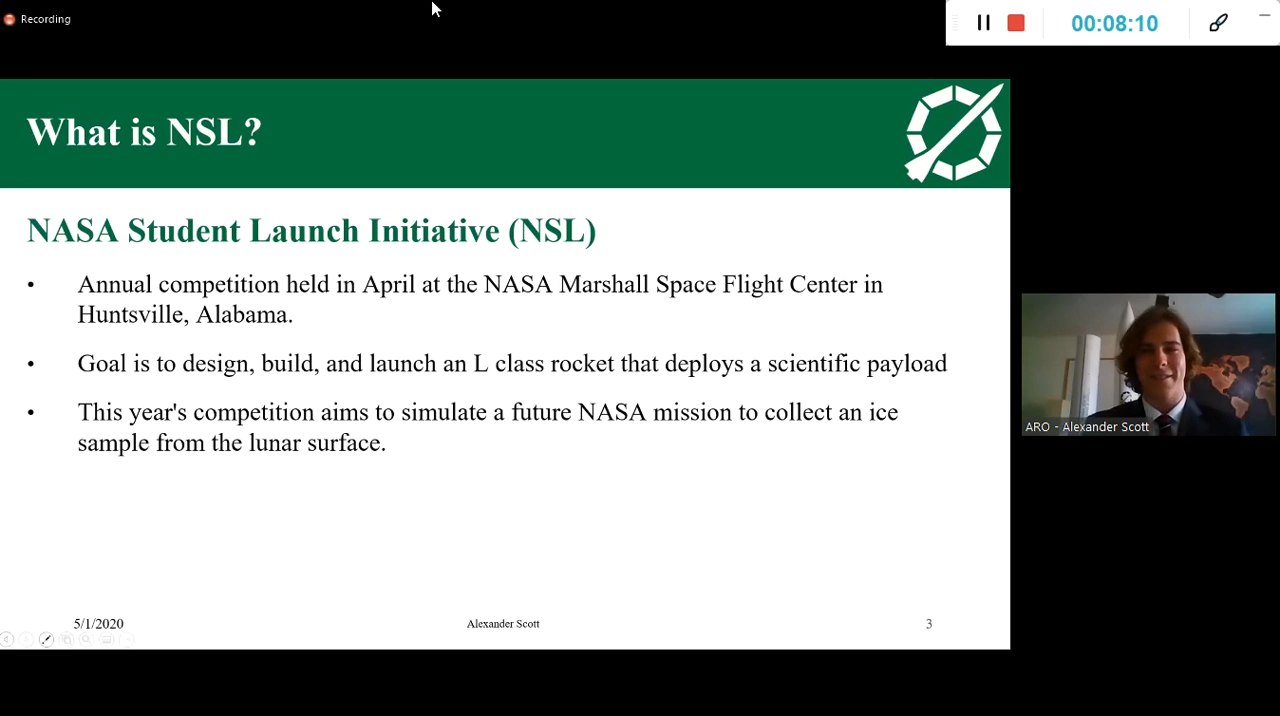 Recording
00:08:10
What is NSL?
NASA Student Launch Initiative (NSL)
• Annual competition held in April at the NASA Marshall Space Flight Center in
Huntsville, Alabama.
• Goal is to design, build, and launch an L class rocket that deploys a scientific payload
• This year's competition aims to simulate a future NASA mission to collect an ice
sample from the lunar surface.
ARO - Alexander Scott
5/1/2020
Alexander Scott
3